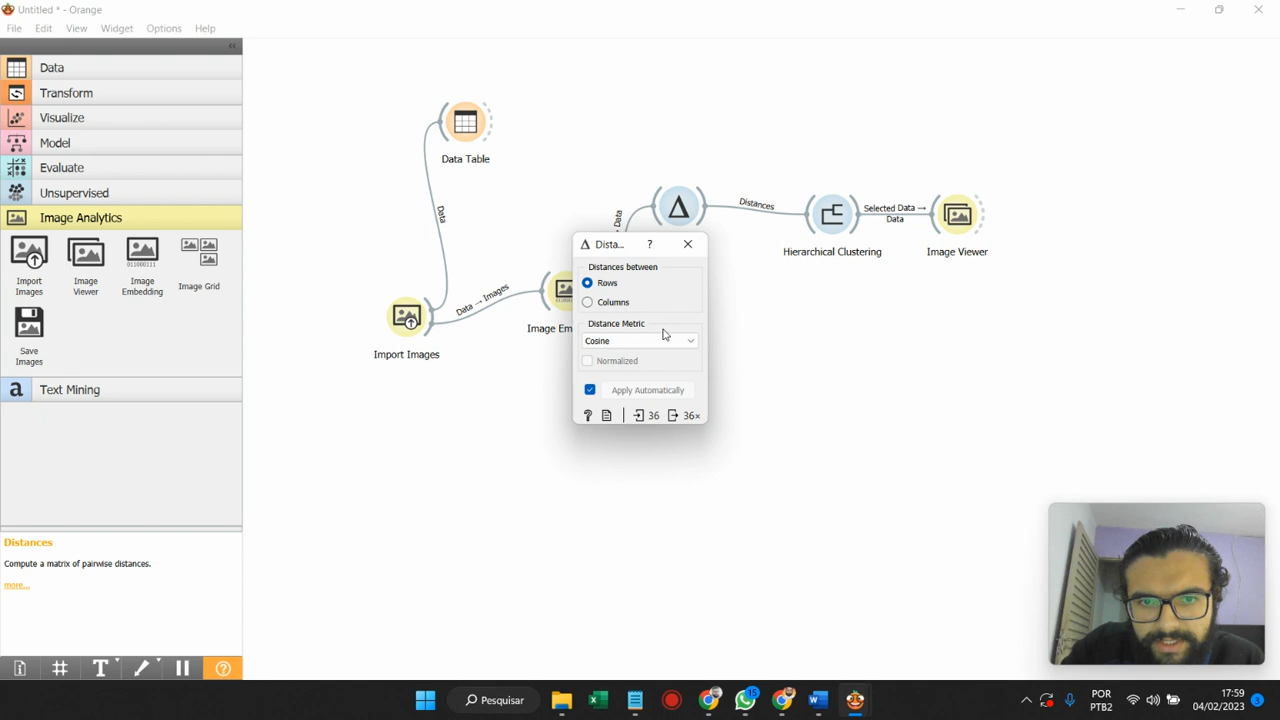 Untitled * - Orange
File Edit View Widget Options Help
Data
Transform
Visualize
Model
Evaluate
Unsupervised
Image Analytics
Import Images
Image Viewer
Image Embedding
Image Grid
Save Images
a Text Mining
Distances
Compute a matrix of pairwise distances.
more...
Data Table
Data
Data → Images
Import Images
Image Em
Data
Distances
Hierarchical Clustering
Selected Data →
Data
Image Viewer
Dista... ?
Distances between
Rows
Columns
Distance Metric
Cosine
Normalized
Apply Automatically
? 36 36×
T ?
Pesquisar
15
POR
PTB2
17:59
04/02/2023
3